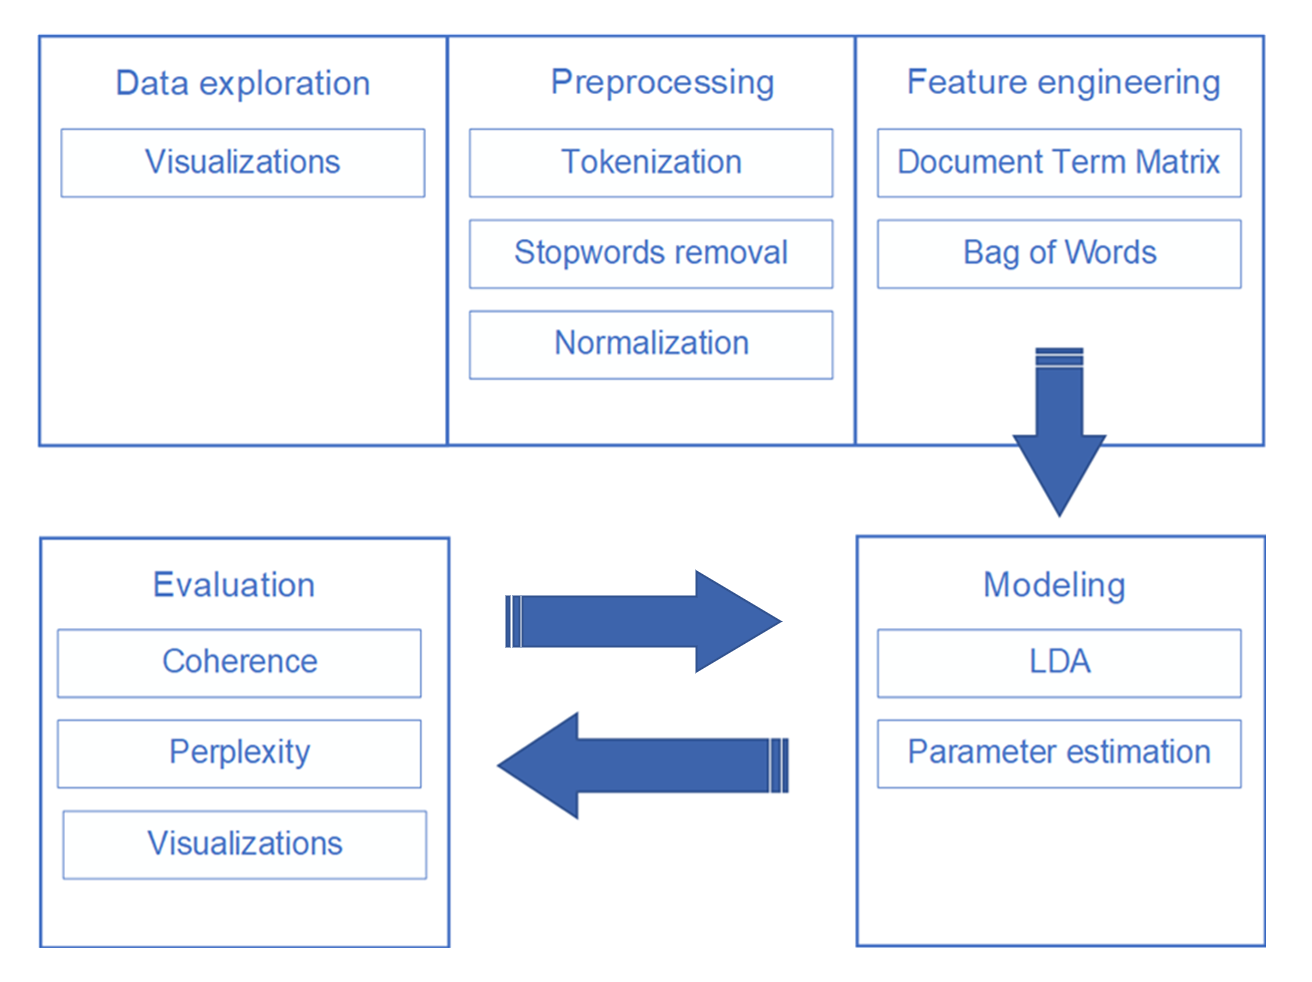 Data exploration
Visualizations
Preprocessing
Tokenization
Stopwords removal
Normalization
Feature engineering
Document Term Matrix
Bag of Words
Evaluation
Coherence
Perplexity
Visualizations
Modeling
LDA
Parameter estimation